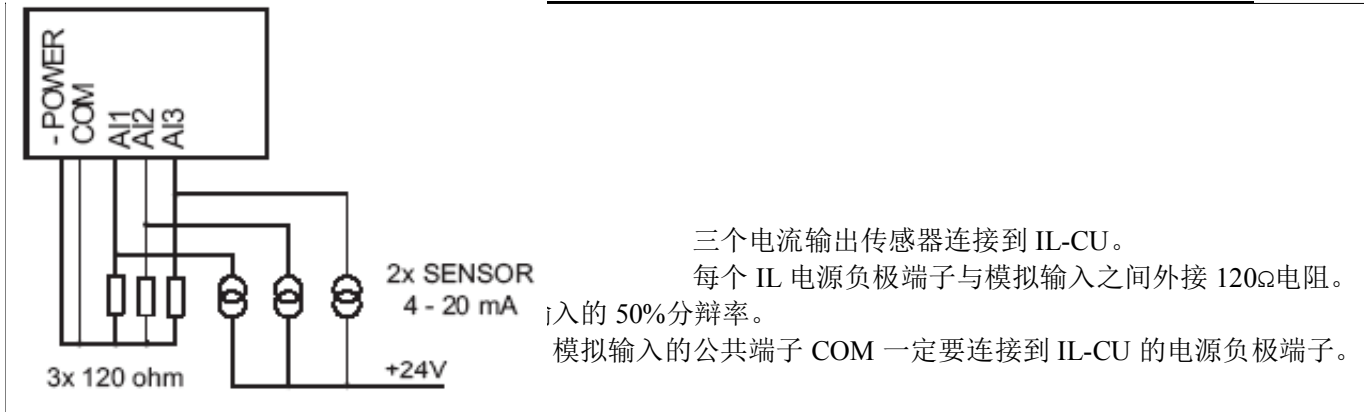 - POWER
COM
AI1
AI2
AI3
2x SENSOR
4 - 20 mA
+24V
3x 120 ohm
三个电流输出传感器连接到 IL-CU。
每个 IL 电源负极端子与模拟输入之间外接 120Ω电阻。
入的 50%分辩率。
模拟输入的公共端子 COM 一定要连接到 IL-CU 的电源负极端子。